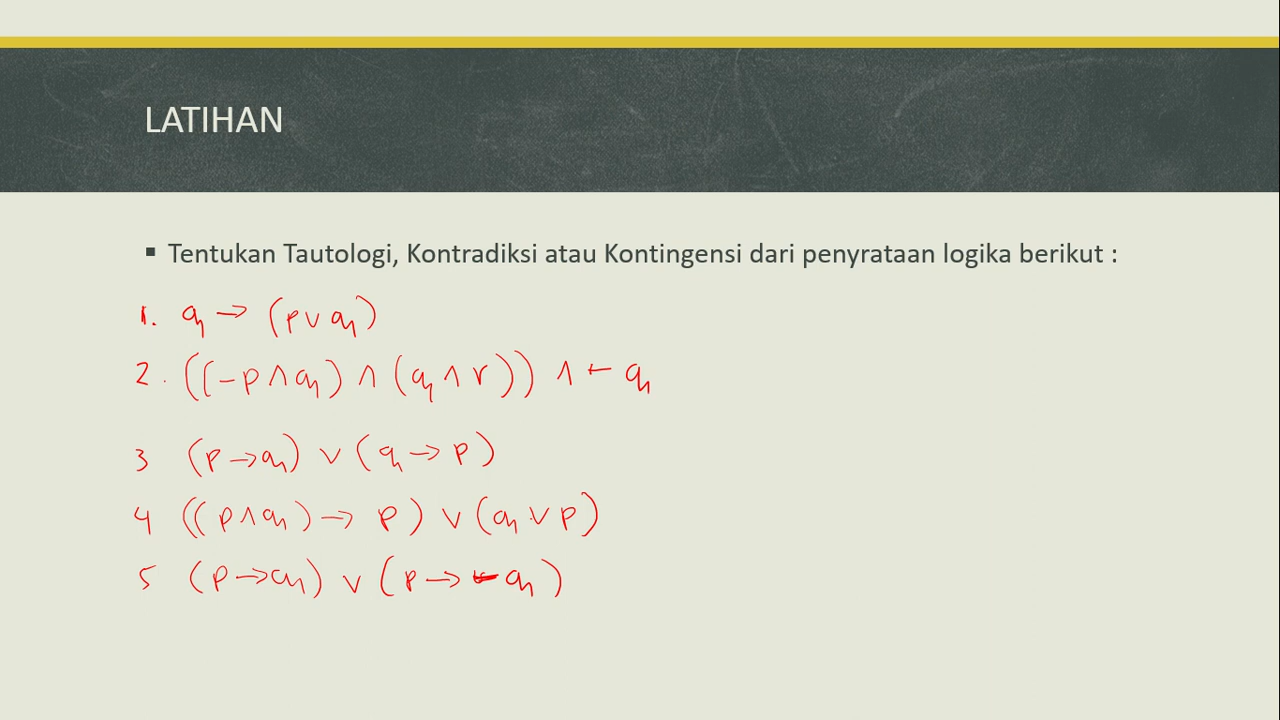 LATIHAN
▪ Tentukan Tautologi, Kontradiksi atau Kontingensi dari penyrataan logika berikut :
1. q → (p ∨ q)
2. ((-p ∧ q) ∧ (q ∧ r)) ∧ - q
3 (p → q) ∨ (q → p)
4 ((p ∧ q) → p) ∨ (q ∨ p)
5 (p → q) ∨ (p → - q)